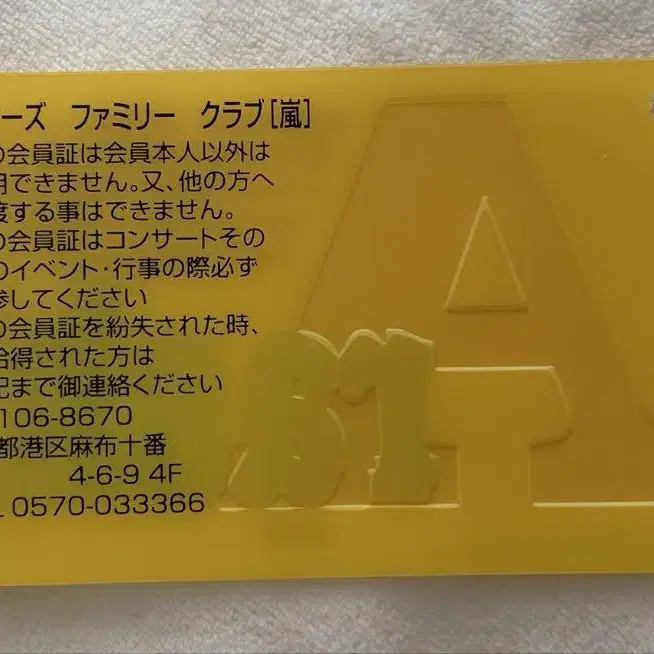 ーズ ファミリー クラブ[嵐]
の会員証は会員本人以外は
用できません。又、他の方へ
渡する事はできません。
の会員証はコンサートその
のイベント・行事の際必ず
参してください
の会員証を紛失された時、
拾得された方は
記まで御連絡ください
106-8670
都港区麻布十番
4-6-9 4F
0570-033366
A